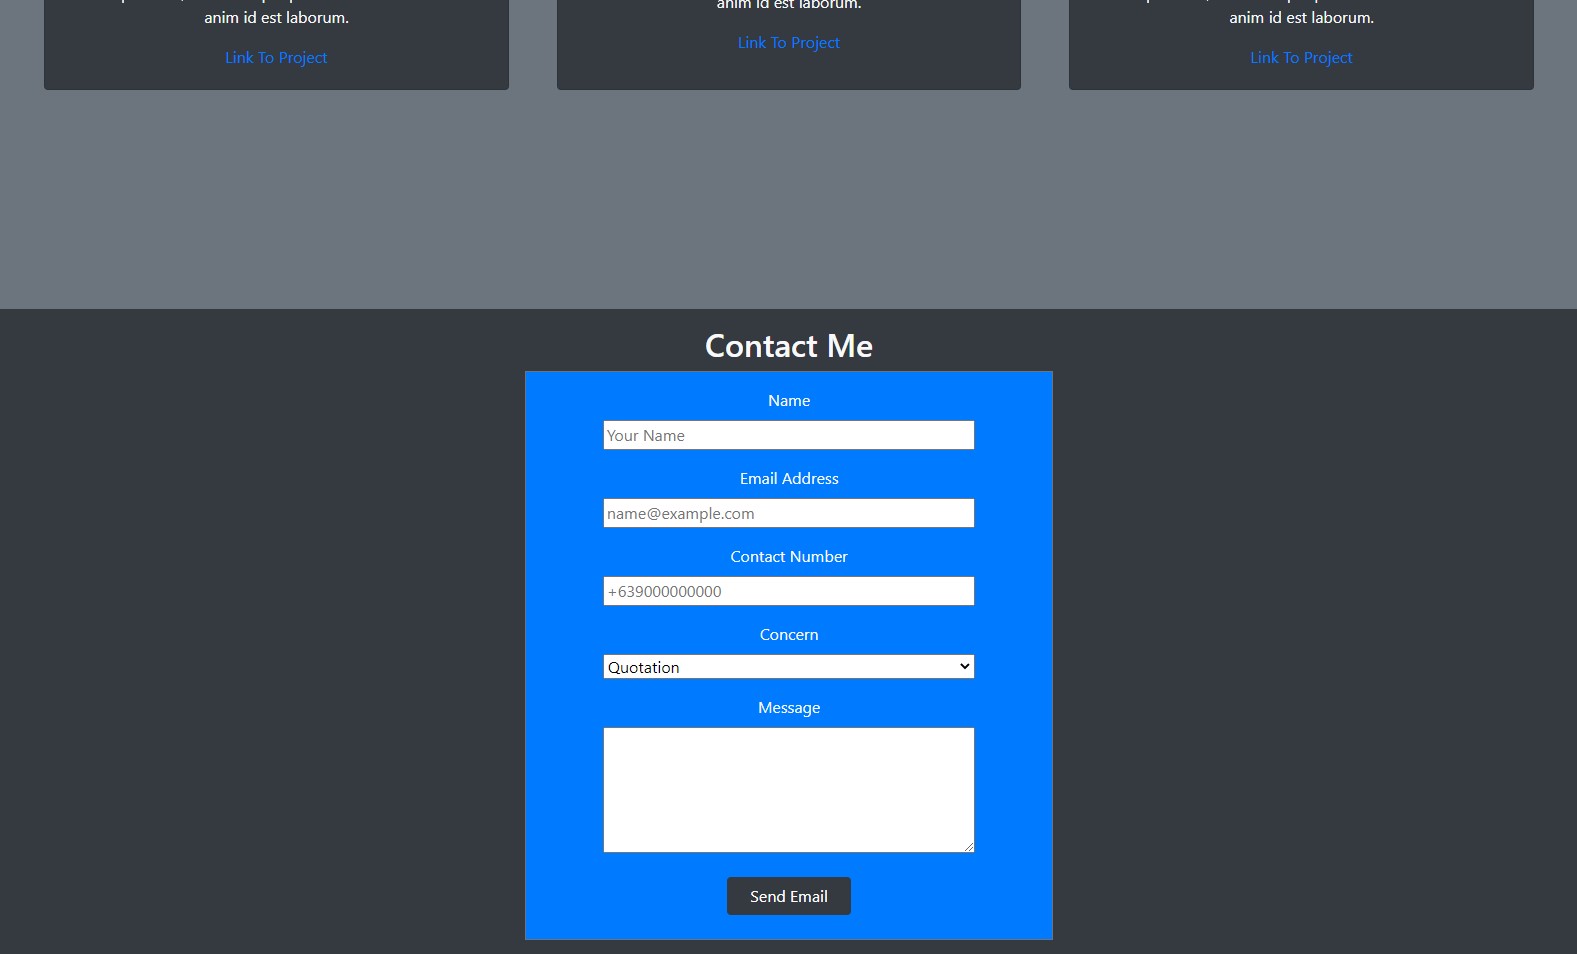 anim id est laborum.
Link To Project
anim id est laborum.
Link To Project
anim id est laborum.
Link To Project
Contact Me
Name
Your Name
Email Address
name@example.com
Contact Number
+639000000000
Concern
Quotation
Message
Send Email